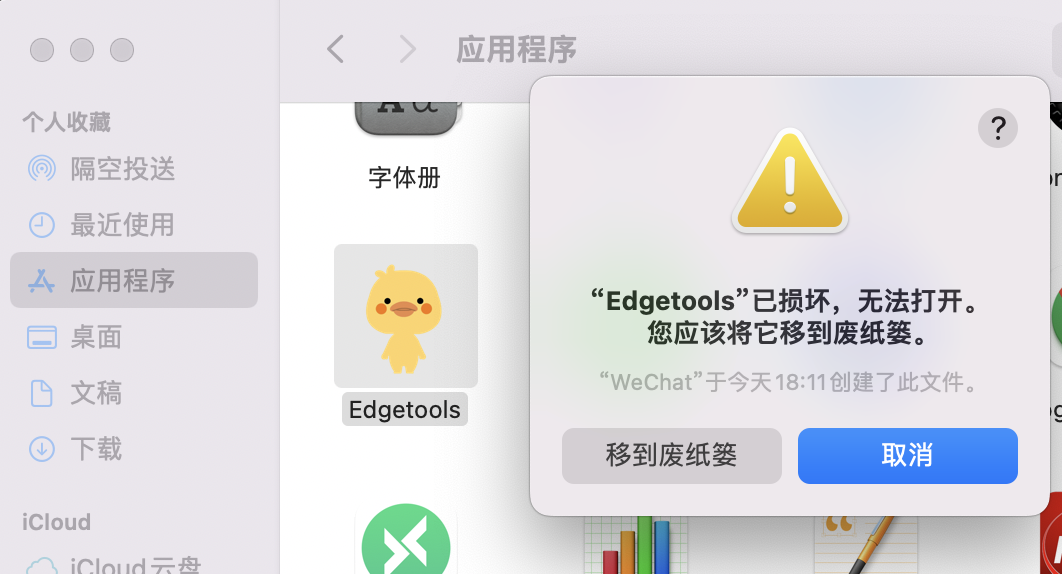 应用程序
个人收藏
隔空投送
最近使用
应用程序
桌面
文稿
下载
iCloud
iCloud云盘
字体册
Edgetools
?
“Edgetools”已损坏，无法打开。
您应该将它移到废纸篓。
“WeChat”于今天18:11创建了此文件。
移到废纸篓
取消